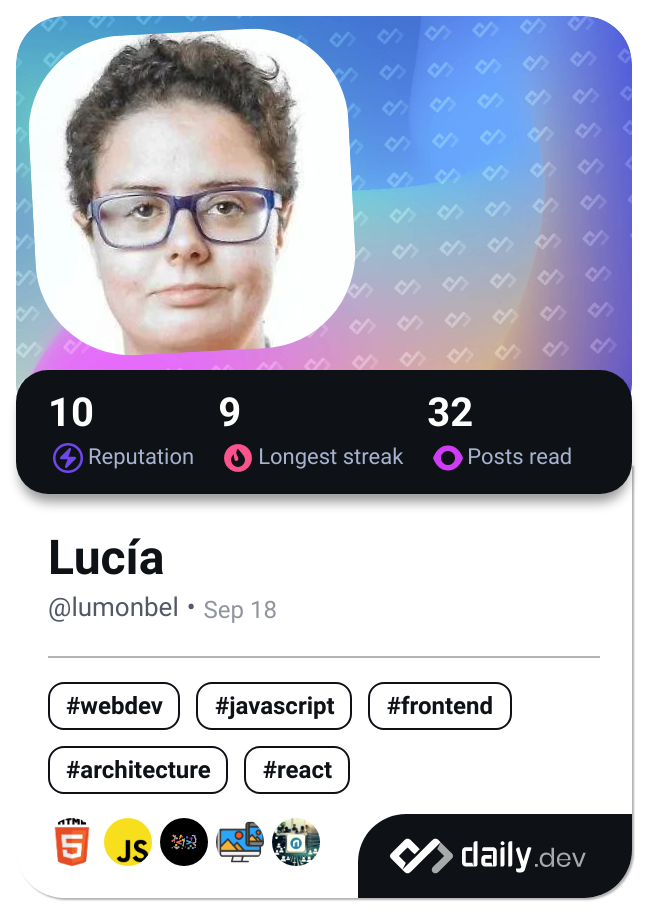 10 9 32
Reputation Longest streak Posts read
Lucía
@lumonbel • Sep 18
#webdev #javascript #frontend
#architecture #react
HTML 5 JS
daily.dev